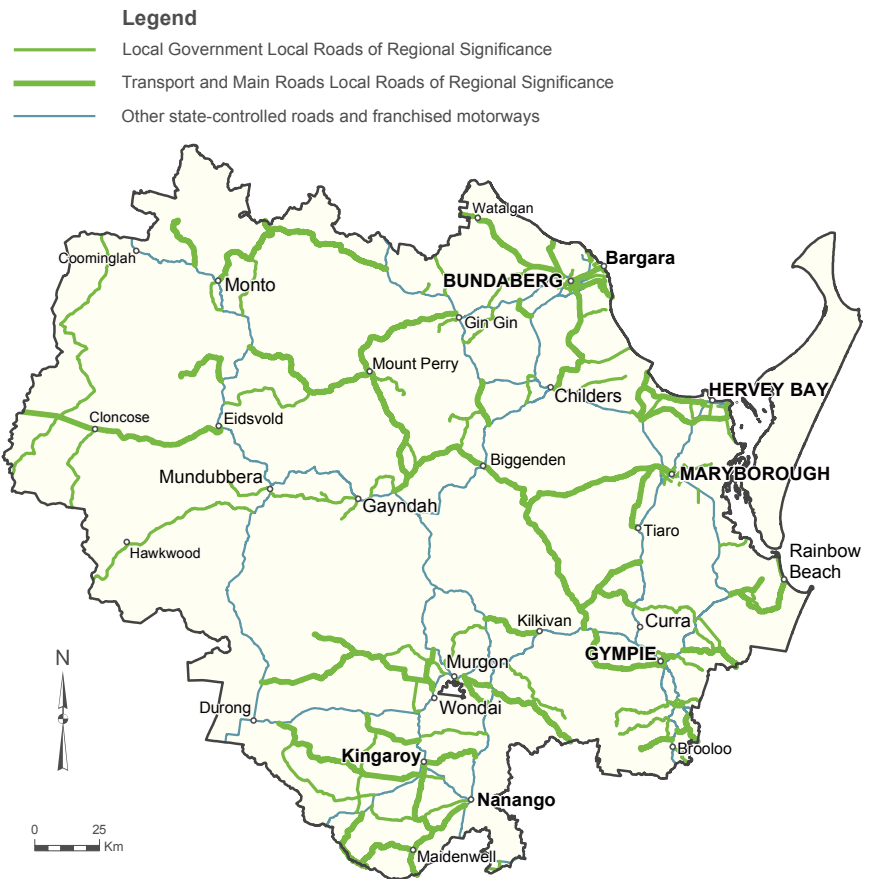 Legend
Local Government Local Roads of Regional Significance
Transport and Main Roads Local Roads of Regional Significance
Other state-controlled roads and franchised motorways
Watalgan
Coominglah
Bargara
Monto
BUNDABERG
Gin Gin
Mount Perry
Childers
HERVEY BAY
Cloncose
Eidsvold
Biggenden
Mundubbera
MARYBOROUGH
Gayndah
Tiaro
Hawkwood
Rainbow
Beach
Kilkivan
Curra
N
Murgon
GYMPIE
Durong
Wondai
Kingaroy
Brooloo
Nanango
0 25
Km
Maidenwell